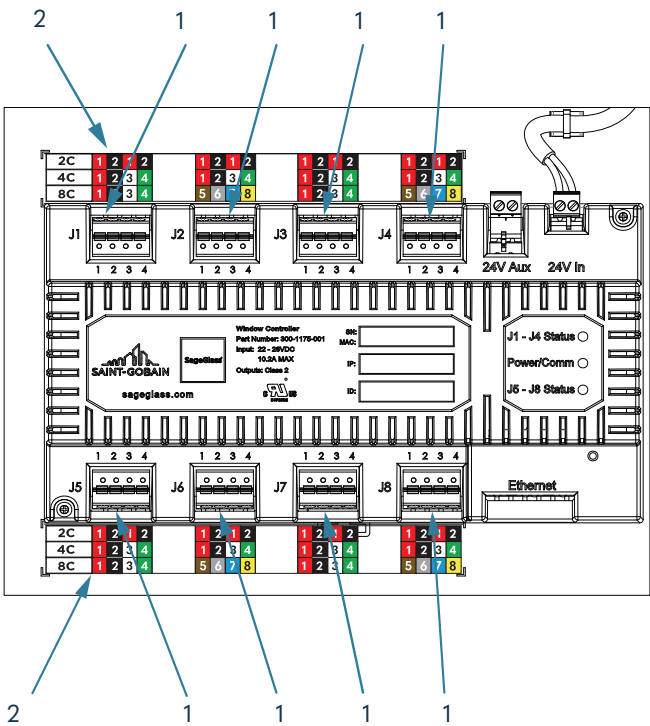 2 1 1 1 1
2C 1 2 1 2 1 2 1 2 1 2 1 2 1 2 1 2
4C 1 2 3 4 1 2 3 4 1 2 3 4 1 2 3 4
8C 1 2 3 4 5 6 7 8 1 2 3 4 5 6 7 8
J1 J2 J3 J4
1 2 3 4 1 2 3 4 1 2 3 4 1 2 3 4
24V Aux 24V In
SAINT-GOBAIN
SageGlass
sageglass.com
Window Controller
Part Number: 300-1175-001
Input: 22 - 26VDC
10.2A MAX
Outputs: Class 2
SN:
MAC:
IP:
ID:
J1 - J4 Status
Power/Comm
J5 - J8 Status
1 2 3 4 1 2 3 4 1 2 3 4 1 2 3 4
J5 J6 J7 J8
Ethernet
2C 1 2 1 2 1 2 1 2 1 2 1 2 1 2 1 2
4C 1 2 3 4 1 2 3 4 1 2 3 4 1 2 3 4
8C 1 2 3 4 5 6 7 8 1 2 3 4 5 6 7 8
2 1 1 1 1